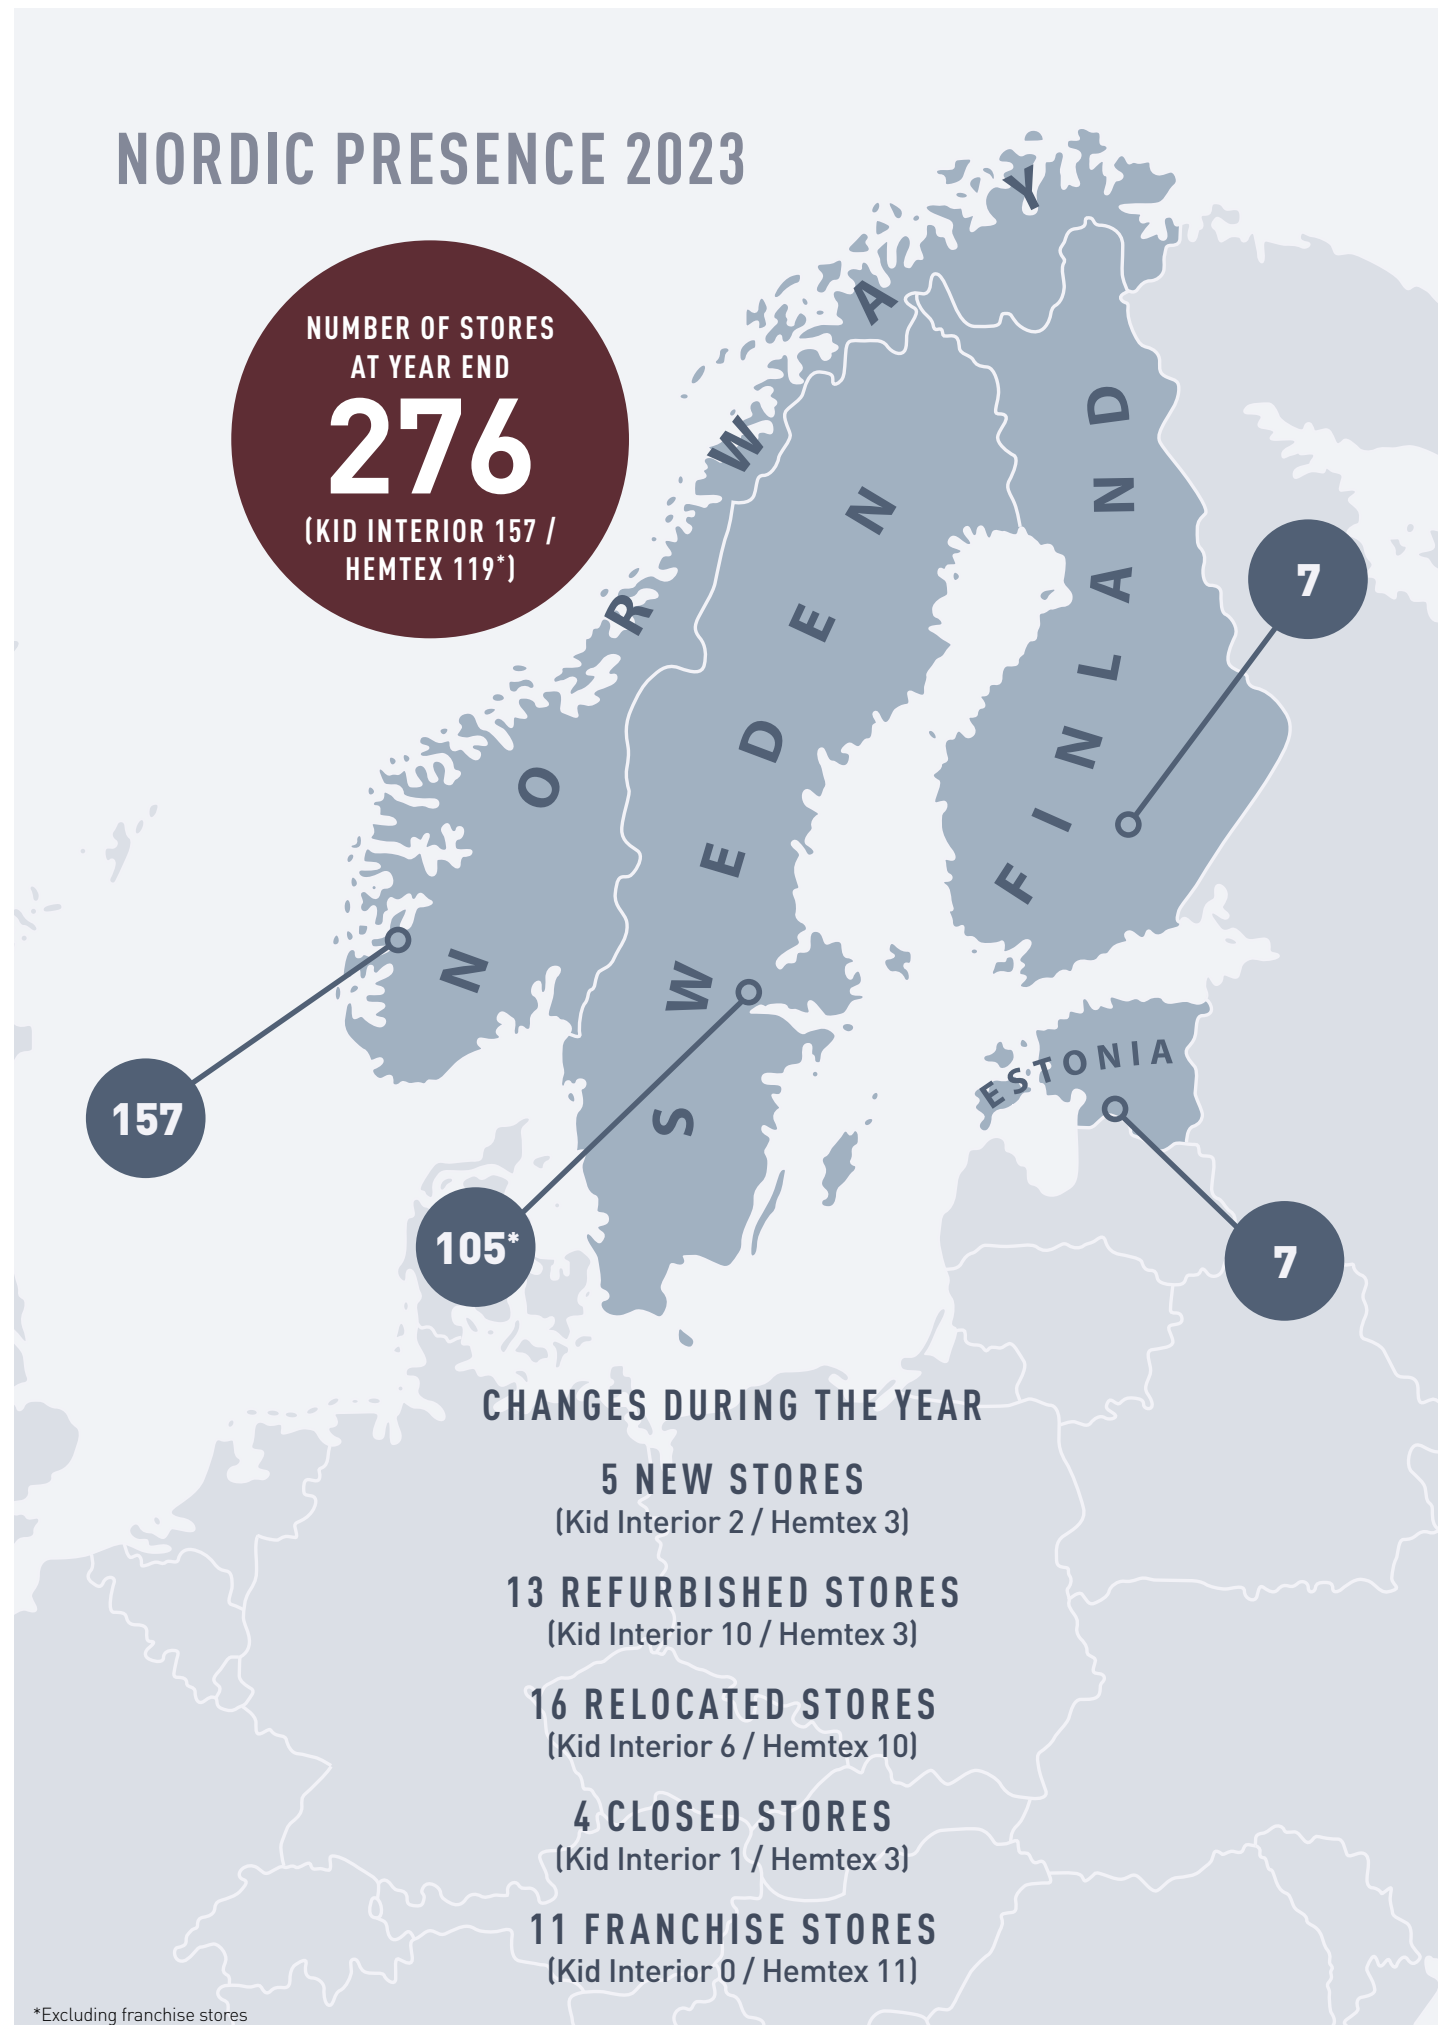 NORDIC PRESENCE 2023
NUMBER OF STORES
AT YEAR END
276
(KID INTERIOR 157 /
HEMTEX 119*)
NORWAY
SWEDEN
FINLAND
7
ESTONIA
157
105*
7
CHANGES DURING THE YEAR
5 NEW STORES
(Kid Interior 2 / Hemtex 3)
13 REFURBISHED STORES
(Kid Interior 10 / Hemtex 3)
16 RELOCATED STORES
(Kid Interior 6 / Hemtex 10)
4 CLOSED STORES
(Kid Interior 1 / Hemtex 3)
11 FRANCHISE STORES
(Kid Interior 0 / Hemtex 11)
*Excluding franchise stores